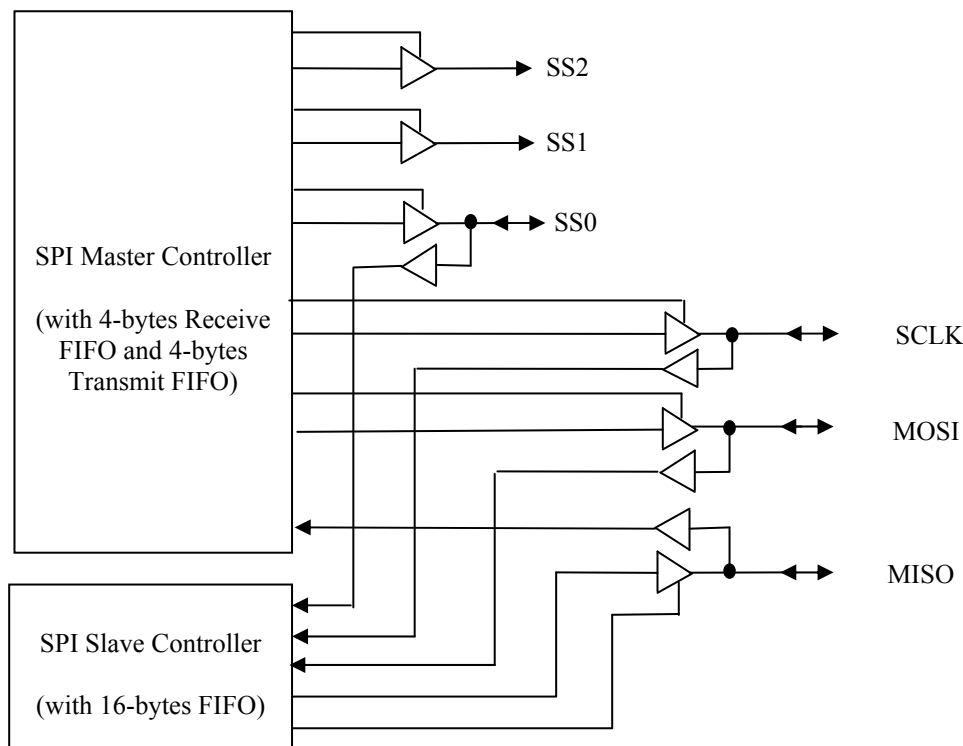 SS2
SS1
SS0
SPI Master Controller
(with 4-bytes Receive
FIFO and 4-bytes
Transmit FIFO)
SCLK
MOSI
MISO
SPI Slave Controller
(with 16-bytes FIFO)